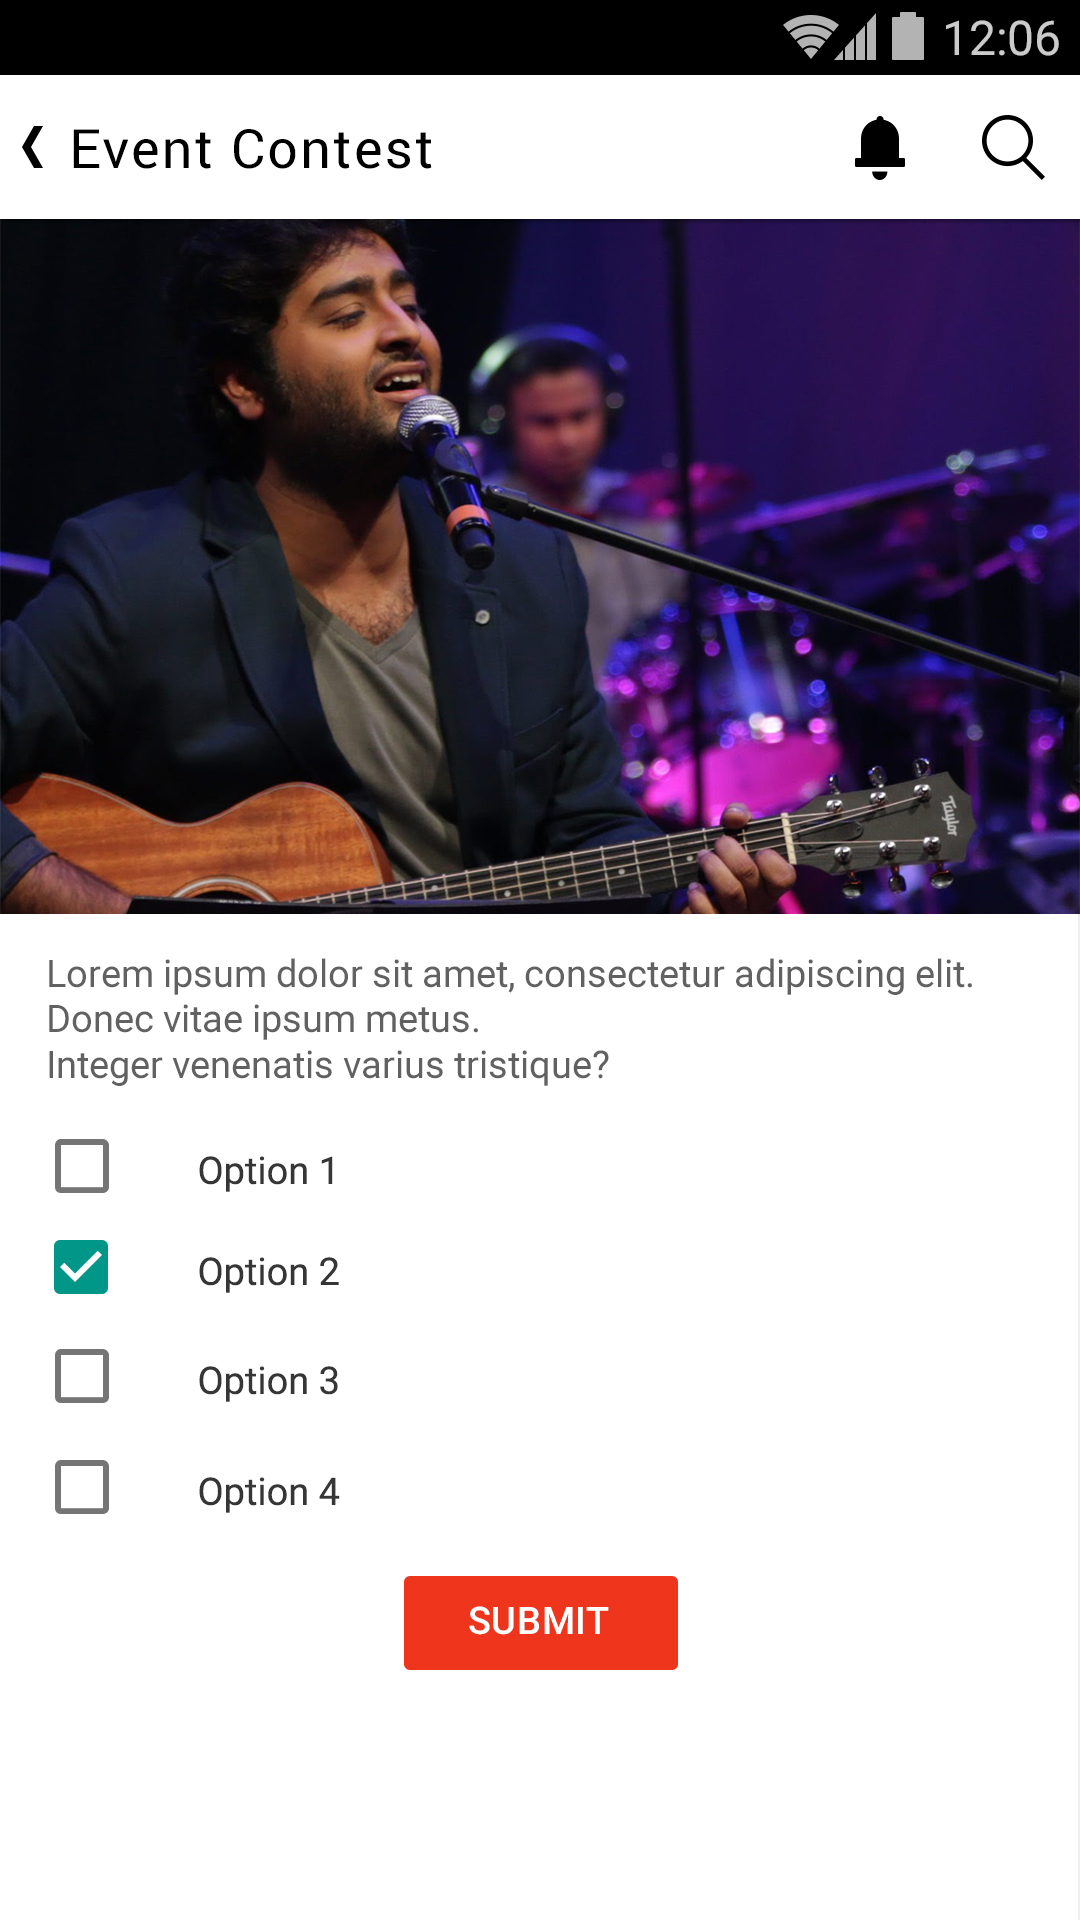 12:06
Event Contest
Taylor
Lorem ipsum dolor sit amet, consectetur adipiscing elit.
Donec vitae ipsum metus.
Integer venenatis varius tristique?
Option 1
Option 2
Option 3
Option 4
SUBMIT